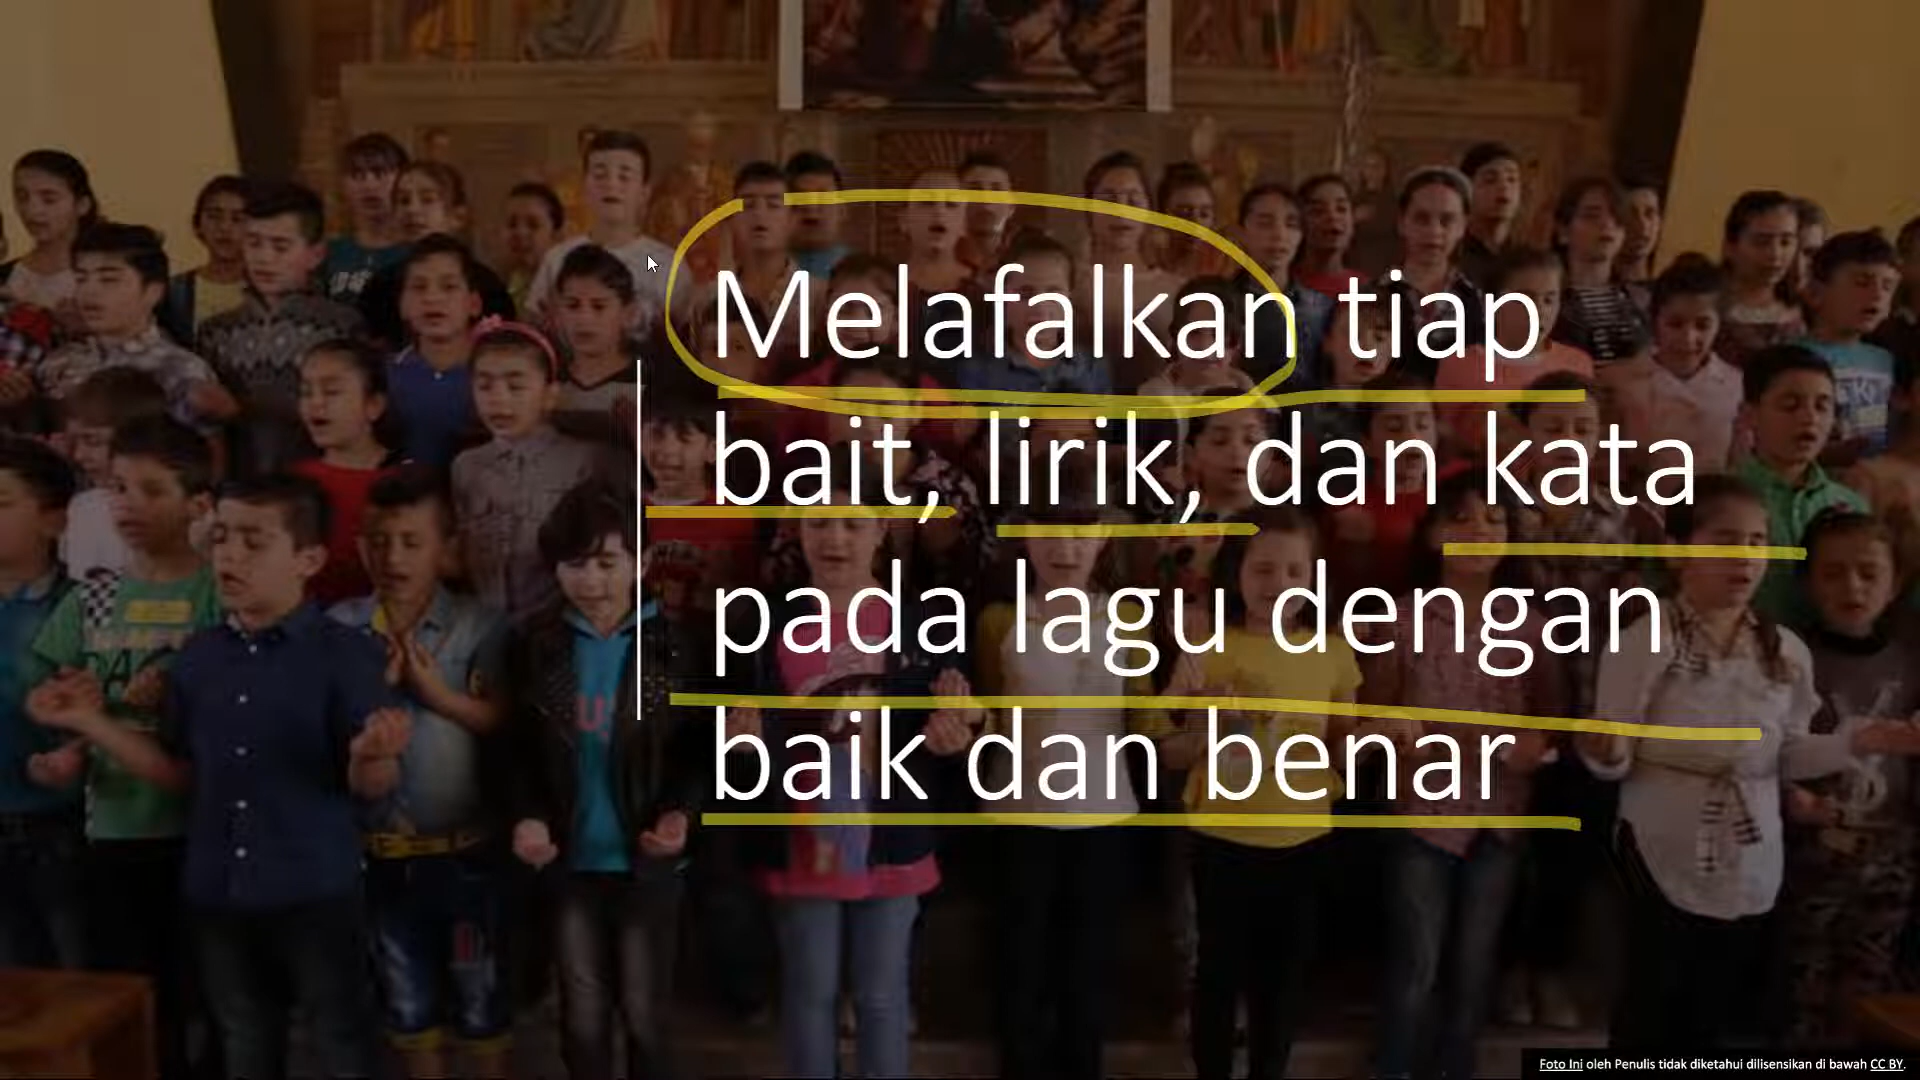 Melafalkan tiap
bait, lirik, dan kata
pada lagu dengan
baik dan benar
Foto Ini oleh Penulis tidak diketahui dilisensikan di bawah CC BY.